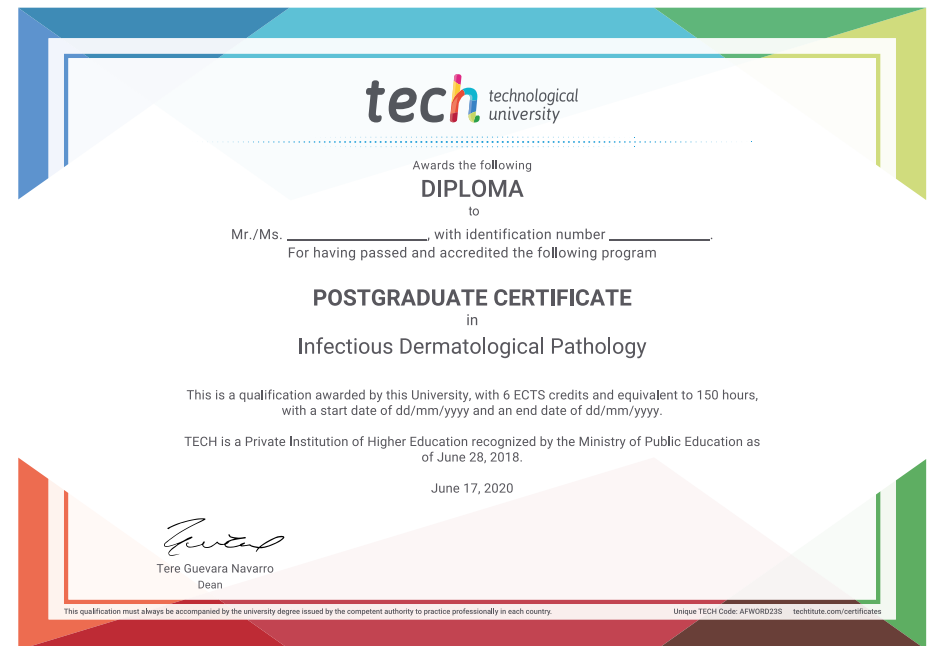 tech technological
university
Awards the following
DIPLOMA
to
Mr./Ms. ____________________, with identification number ______________.
For having passed and accredited the following program
POSTGRADUATE CERTIFICATE
in
Infectious Dermatological Pathology
This is a qualification awarded by this University, with 6 ECTS credits and equivalent to 150 hours,
with a start date of dd/mm/yyyy and an end date of dd/mm/yyyy.
TECH is a Private Institution of Higher Education recognized by the Ministry of Public Education as
of June 28, 2018.
June 17, 2020
Tere Guevara Navarro
Dean
This qualification must always be accompanied by the university degree issued by the competent authority to practice professionally in each country. Unique TECH Code: AFWORD23S techtitute.com/certificates